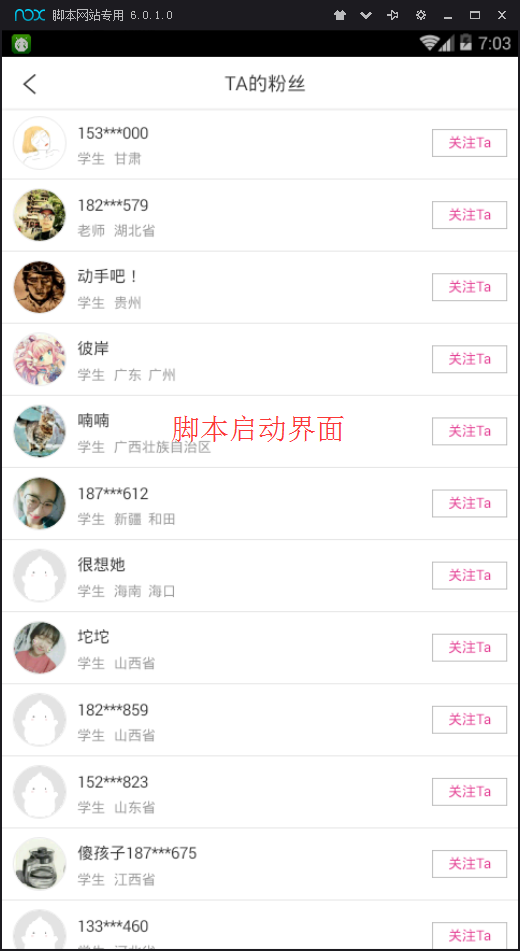 nox 脚本网站专用 6.0.1.0
7:03
TA的粉丝
153***000
关注Ta
学生 甘肃
182***579
关注Ta
老师 湖北省
动手吧！
关注Ta
学生 贵州
彼岸
关注Ta
学生 广东 广州
喃喃
脚本启动界面
关注Ta
学生 广西壮族自治区
187***612
关注Ta
学生 新疆 和田
很想她
关注Ta
学生 海南 海口
坨坨
关注Ta
学生 山西省
182***859
关注Ta
学生 山西省
152***823
关注Ta
学生 山东省
傻孩子187***675
关注Ta
学生 江西省
133***460
关注Ta